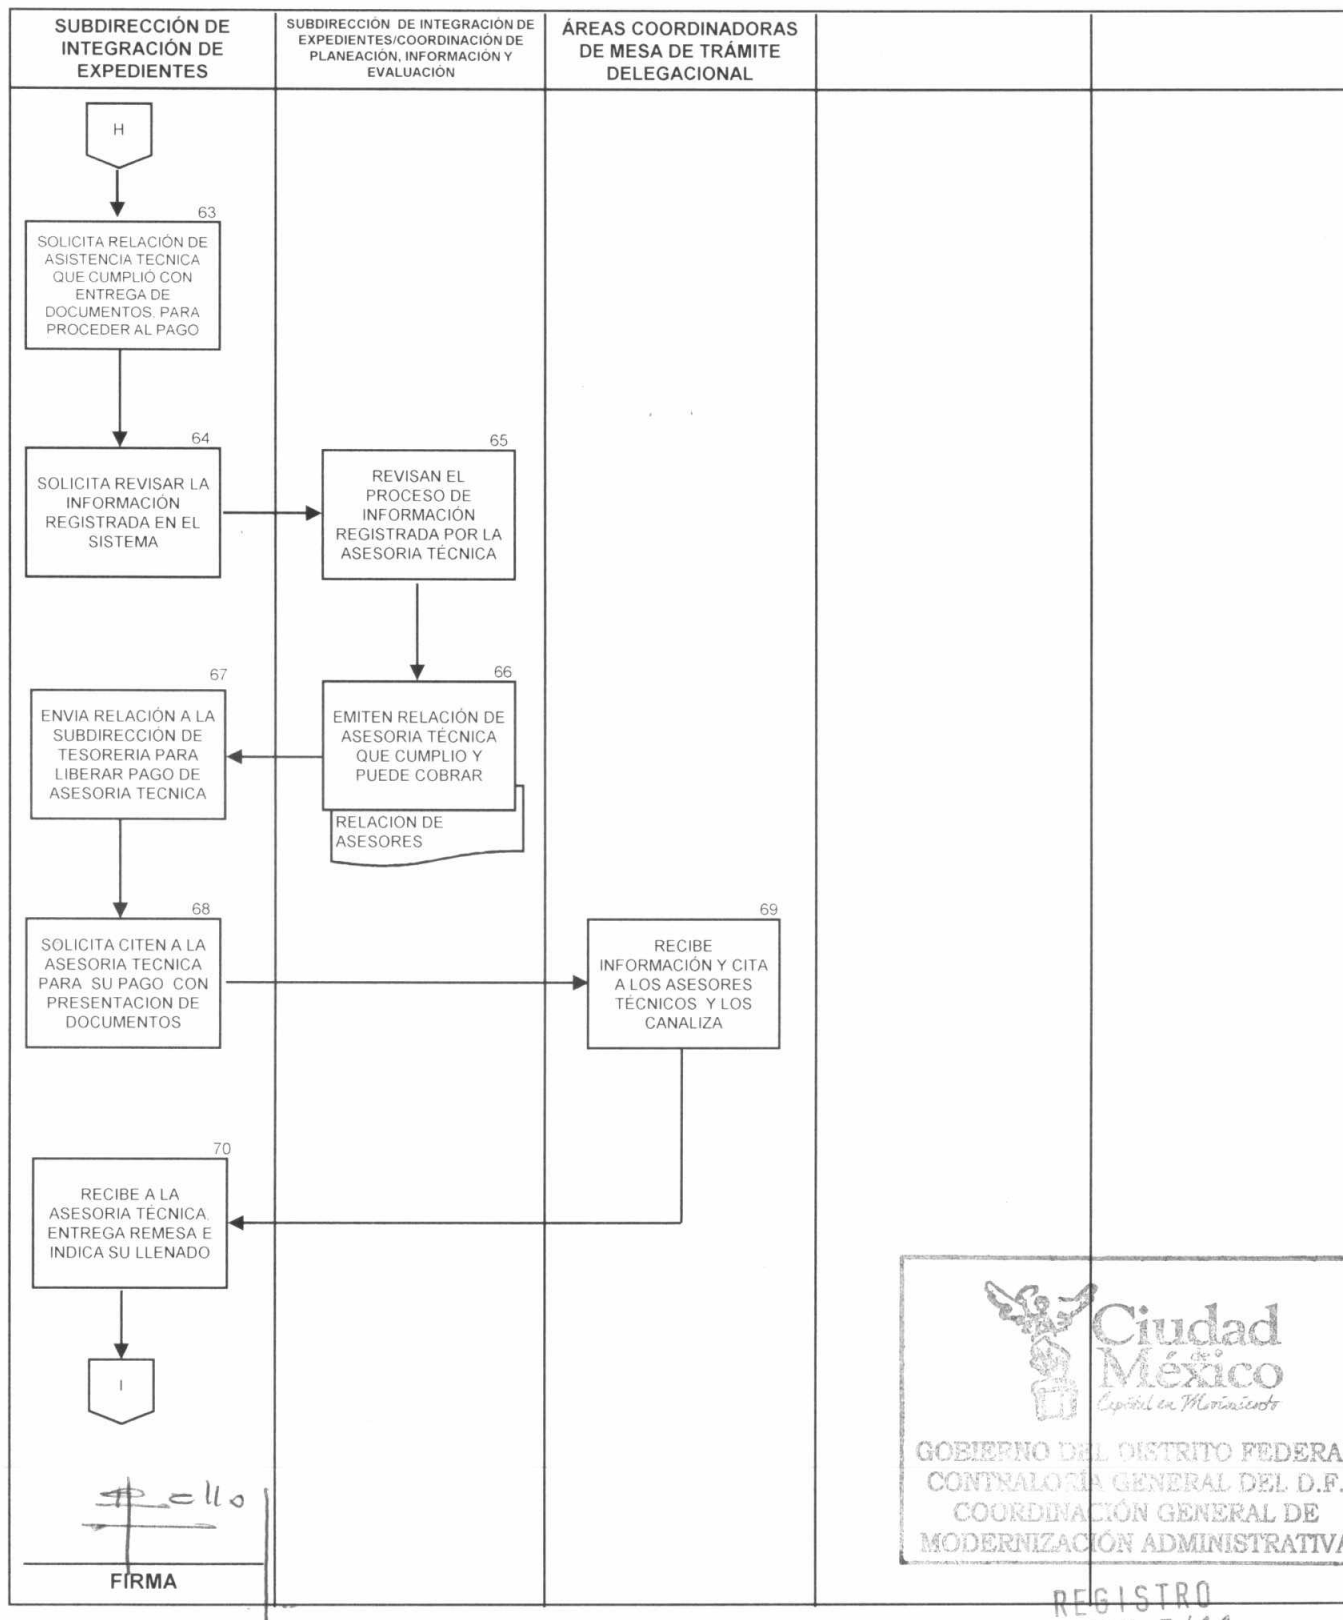 SUBDIRECCIÓN DE
INTEGRACIÓN DE
EXPEDIENTES
SUBDIRECCIÓN DE INTEGRACIÓN DE
EXPEDIENTES/COORDINACIÓN DE
PLANEACIÓN, INFORMACIÓN Y
EVALUACIÓN
ÁREAS COORDINADORAS
DE MESA DE TRÁMITE
DELEGACIONAL
H
63
SOLICITA RELACIÓN DE
ASISTENCIA TECNICA
QUE CUMPLIÓ CON
ENTREGA DE
DOCUMENTOS, PARA
PROCEDER AL PAGO
64
SOLICITA REVISAR LA
INFORMACIÓN
REGISTRADA EN EL
SISTEMA
65
REVISAN EL
PROCESO DE
INFORMACIÓN
REGISTRADA POR LA
ASESORIA TÉCNICA
66
EMITEN RELACIÓN DE
ASESORIA TÉCNICA
QUE CUMPLIO Y
PUEDE COBRAR
RELACION DE
ASESORES
67
ENVIA RELACIÓN A LA
SUBDIRECCIÓN DE
TESORERIA PARA
LIBERAR PAGO DE
ASESORIA TECNICA
68
SOLICITA CITEN A LA
ASESORIA TECNICA
PARA SU PAGO CON
PRESENTACION DE
DOCUMENTOS
69
RECIBE
INFORMACIÓN Y CITA
A LOS ASESORES
TÉCNICOS Y LOS
CANALIZA
70
RECIBE A LA
ASESORIA TÉCNICA,
ENTREGA REMESA E
INDICA SU LLENADO
I
FIRMA
Ciudad
de
México
Capital en Movimiento
GOBIERNO DEL DISTRITO FEDERA
CONTRALORÍA GENERAL DEL D.F.
COORDINACIÓN GENERAL DE
MODERNIZACIÓN ADMINISTRATIVA
REGISTRO